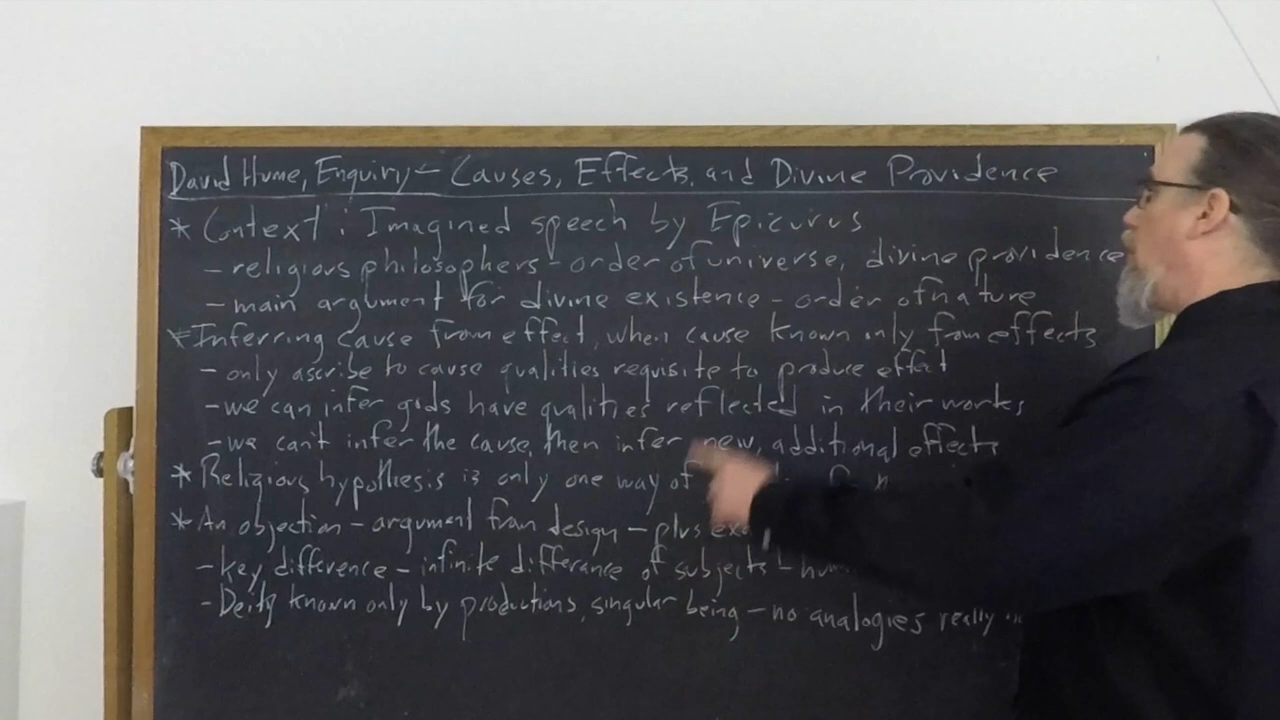 David Hume, Enquiry - Causes, Effects, and Divine Providence
* Context: Imagined speech by Epicurus
- religious philosophers - order of universe, divine providence
- main argument for divine existence - order of nature
* Inferring cause from effect, when cause known only from effects
- only ascribe to cause qualities requisite to produce effect
- we can infer gods have qualities reflected in their works
- we can't infer the cause, then infer new, additional effects
* Religious hypothesis is only one way of
* An objection - argument from design - plus
- key difference - infinite differance of subjects -
- Deity known only by productions, singular being - no analogies really